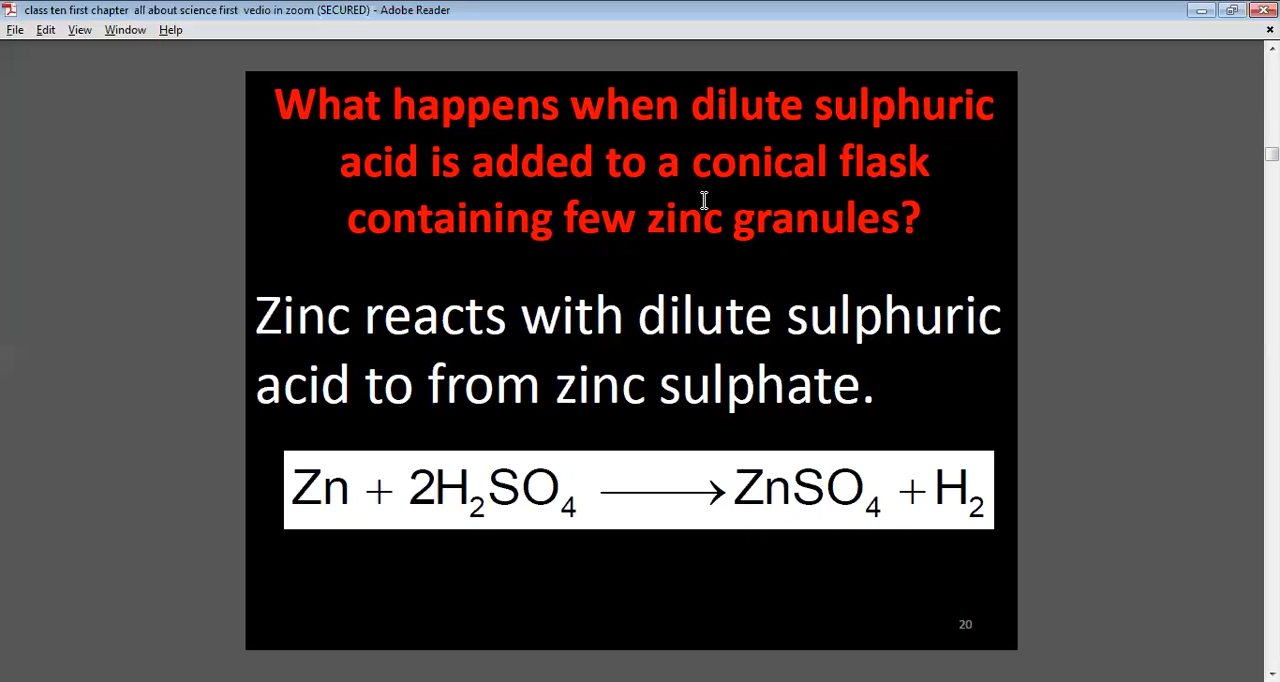 class ten first chapter all about science first vedio in zoom (SECURED) - Adobe Reader
File Edit View Window Help
What happens when dilute sulphuric
acid is added to a conical flask
containing few zinc granules?
Zinc reacts with dilute sulphuric
acid to from zinc sulphate.
Zn + 2H₂SO₄ ⟶ ZnSO₄ + H₂
20